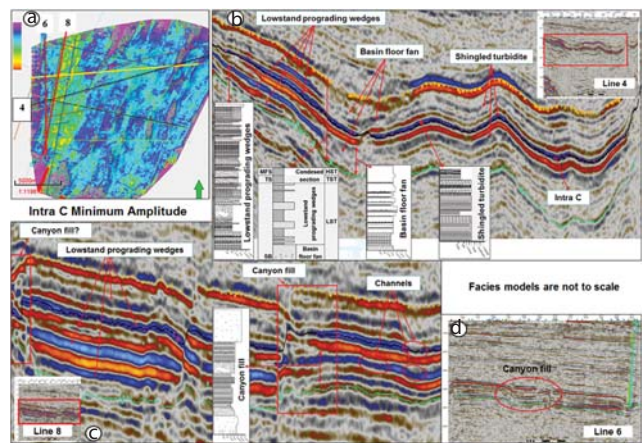 a
6
8
4
1:1198
Intra C Minimum Amplitude
b
Lowstand prograding wedges
Basin floor fan
Shingled turbidite
Line 4
Lowstand prograding wedges
MFS
TS
SB
Condensed
section
Lowstand
prograding wedges
Basin
floor fan
HST
TST
LST
Basin floor fan
Shingled turbidite
Intra C
Canyon fill?
Lowstand prograding wedges
Canyon fill
Channels
Canyon fill
Line 8
c
Facies models are not to scale
d
Canyon fill
Line 6